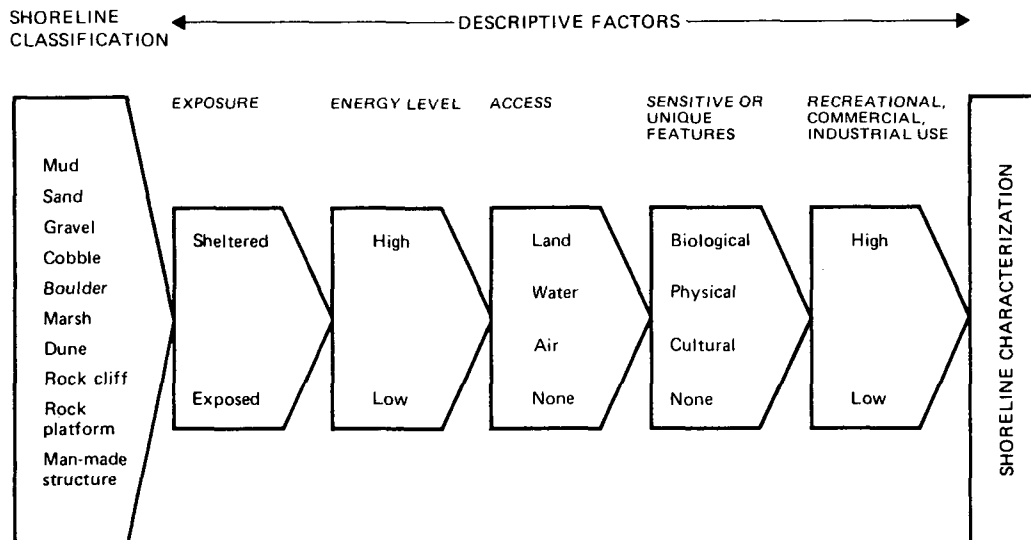 SHORELINE
CLASSIFICATION
DESCRIPTIVE FACTORS
EXPOSURE
ENERGY LEVEL
ACCESS
SENSITIVE OR
UNIQUE
FEATURES
RECREATIONAL,
COMMERCIAL,
INDUSTRIAL USE
Mud
Sand
Gravel
Cobble
Boulder
Marsh
Dune
Rock cliff
Rock
platform
Man-made
structure
Sheltered
Exposed
High
Low
Land
Water
Air
None
Biological
Physical
Cultural
None
High
Low
SHORELINE CHARACTERIZATION